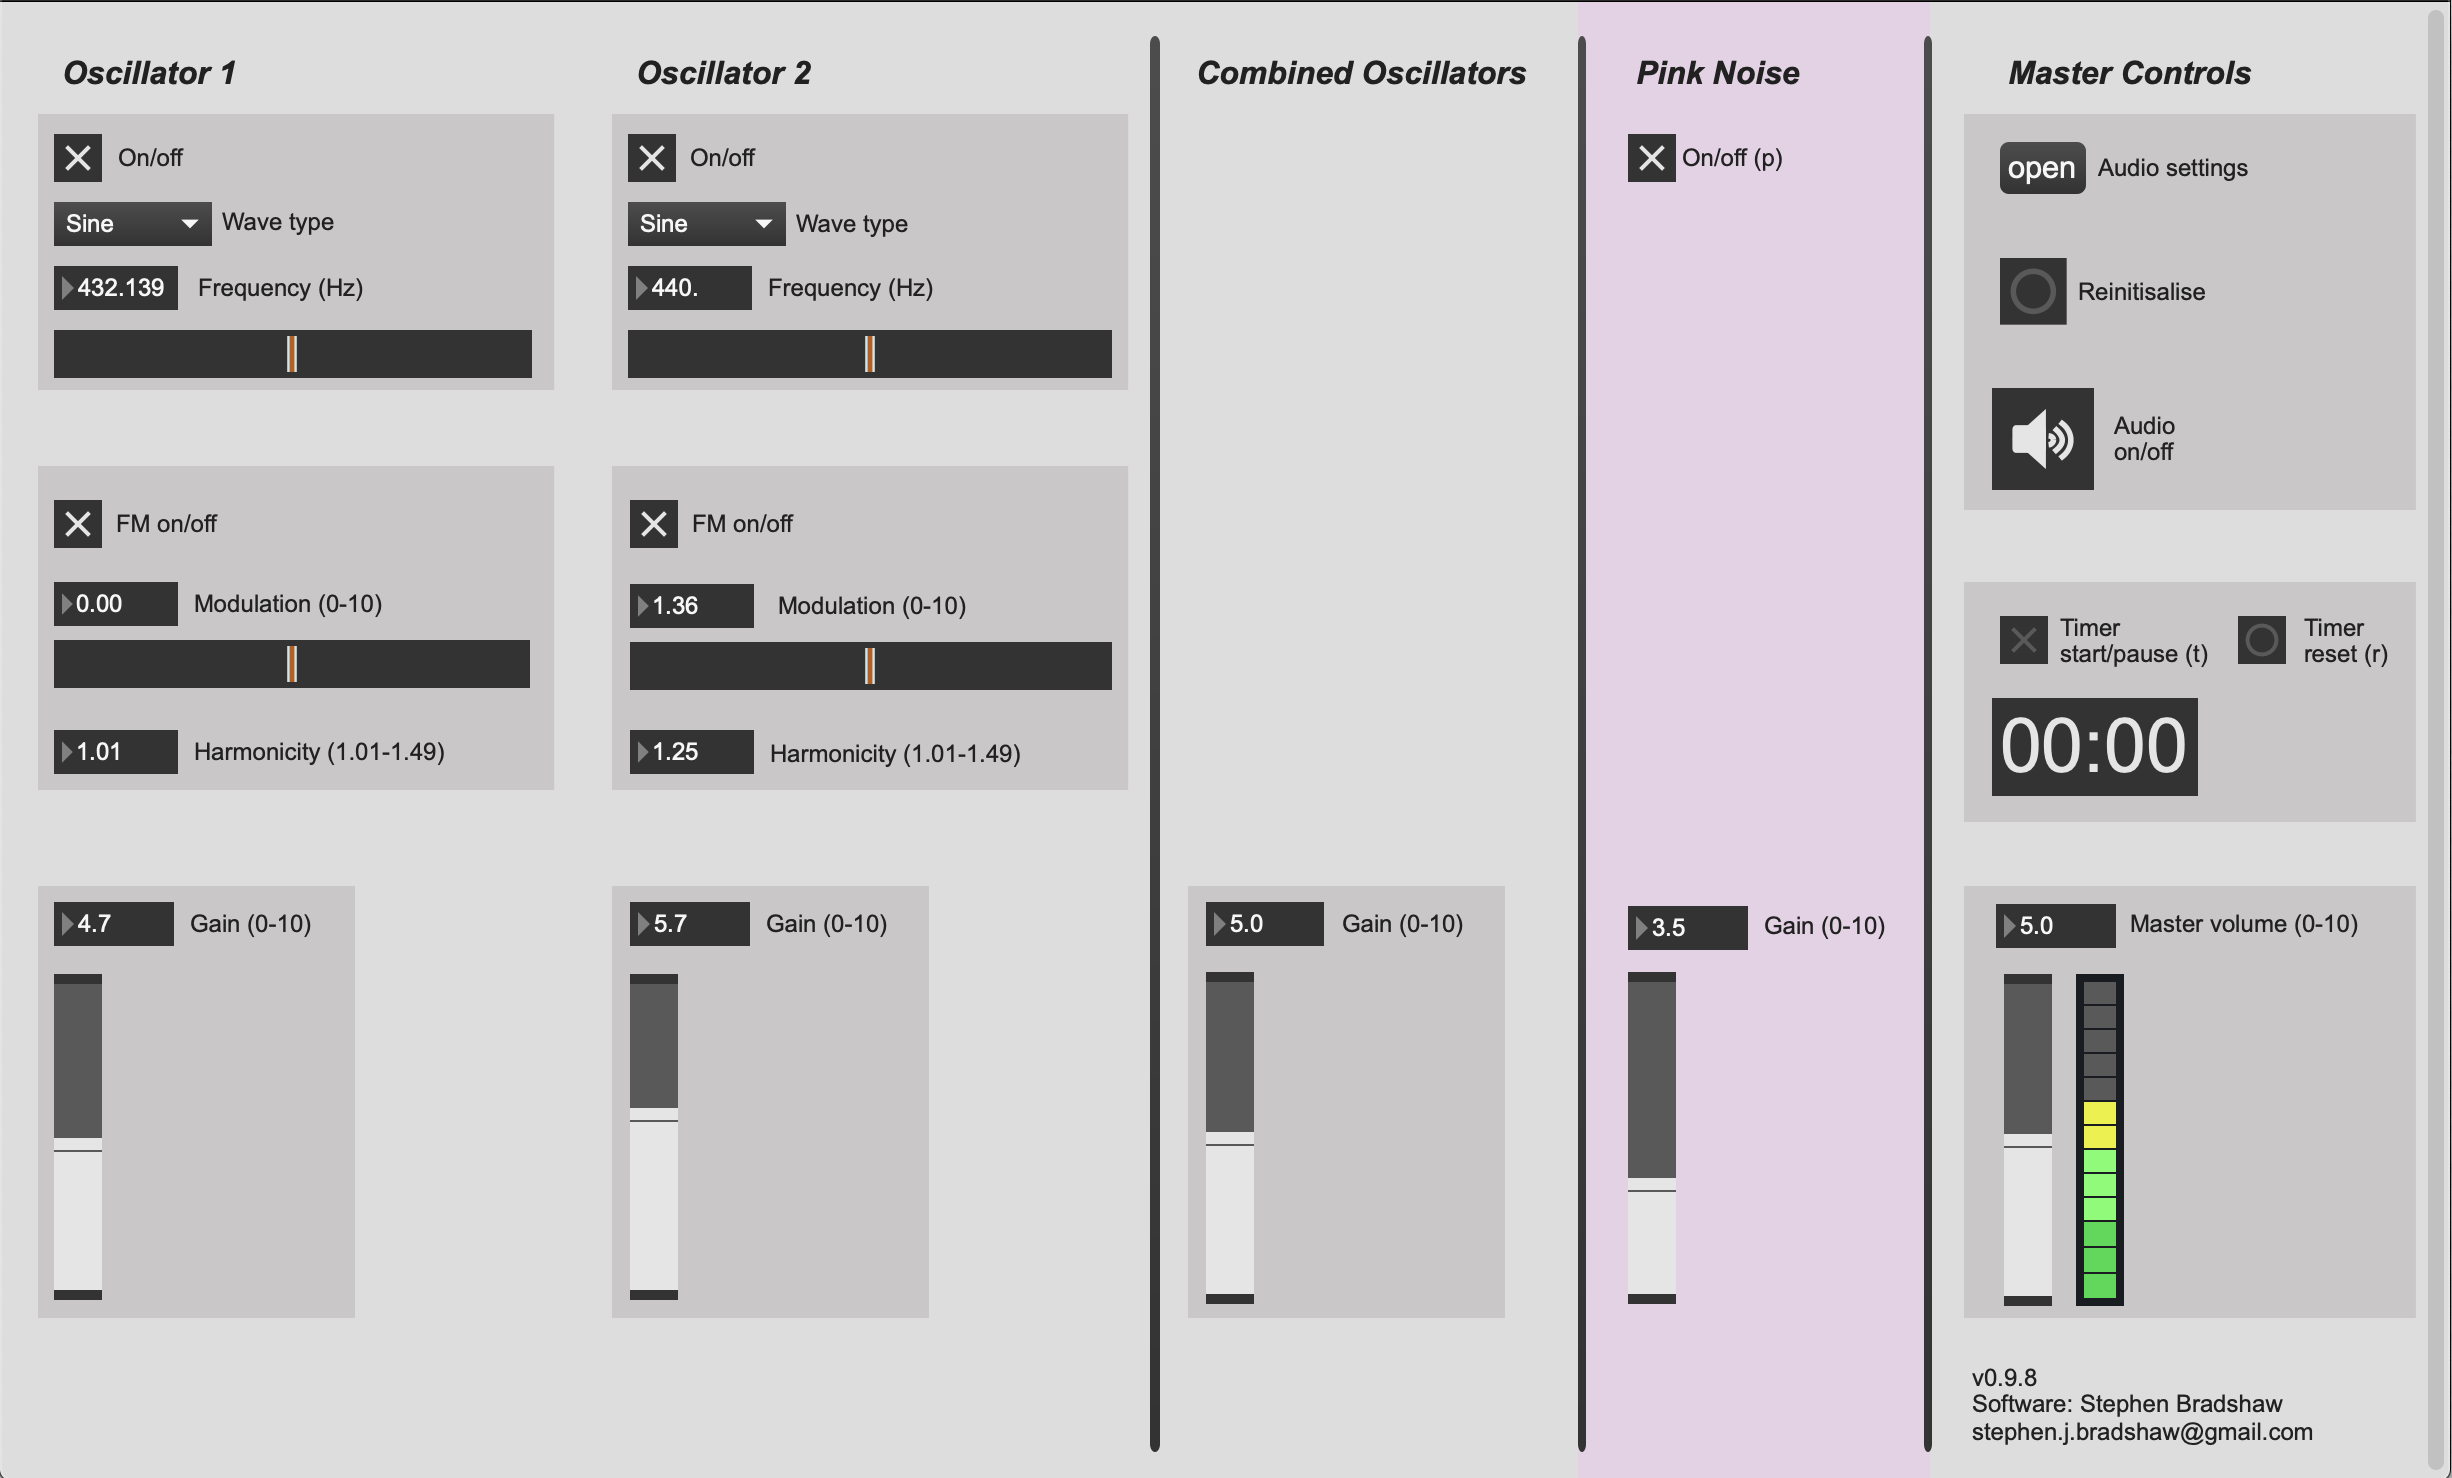 Oscillator 1
On/off
Sine
Wave type
432.139
Frequency (Hz)
FM on/off
0.00
Modulation (0-10)
1.01
Harmonicity (1.01-1.49)
4.7
Gain (0-10)
Oscillator 2
On/off
Sine
Wave type
440.
Frequency (Hz)
FM on/off
1.36
Modulation (0-10)
1.25
Harmonicity (1.01-1.49)
5.7
Gain (0-10)
Combined Oscillators
5.0
Gain (0-10)
Pink Noise
On/off (p)
3.5
Gain (0-10)
Master Controls
open
Audio settings
Reinitisalise
Audio
on/off
Timer
start/pause (t)
Timer
reset (r)
00:00
5.0
Master volume (0-10)
v0.9.8
Software: Stephen Bradshaw
stephen.j.bradshaw@gmail.com